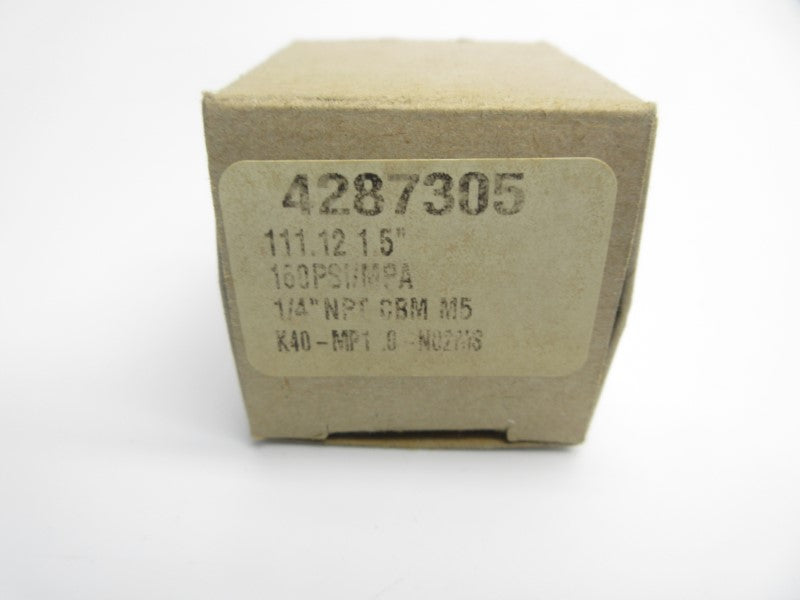 4287305
111.12 1.5"
160PSI/MPA
1/4" NPT CBM M5
K40-MP1.0-N02MS